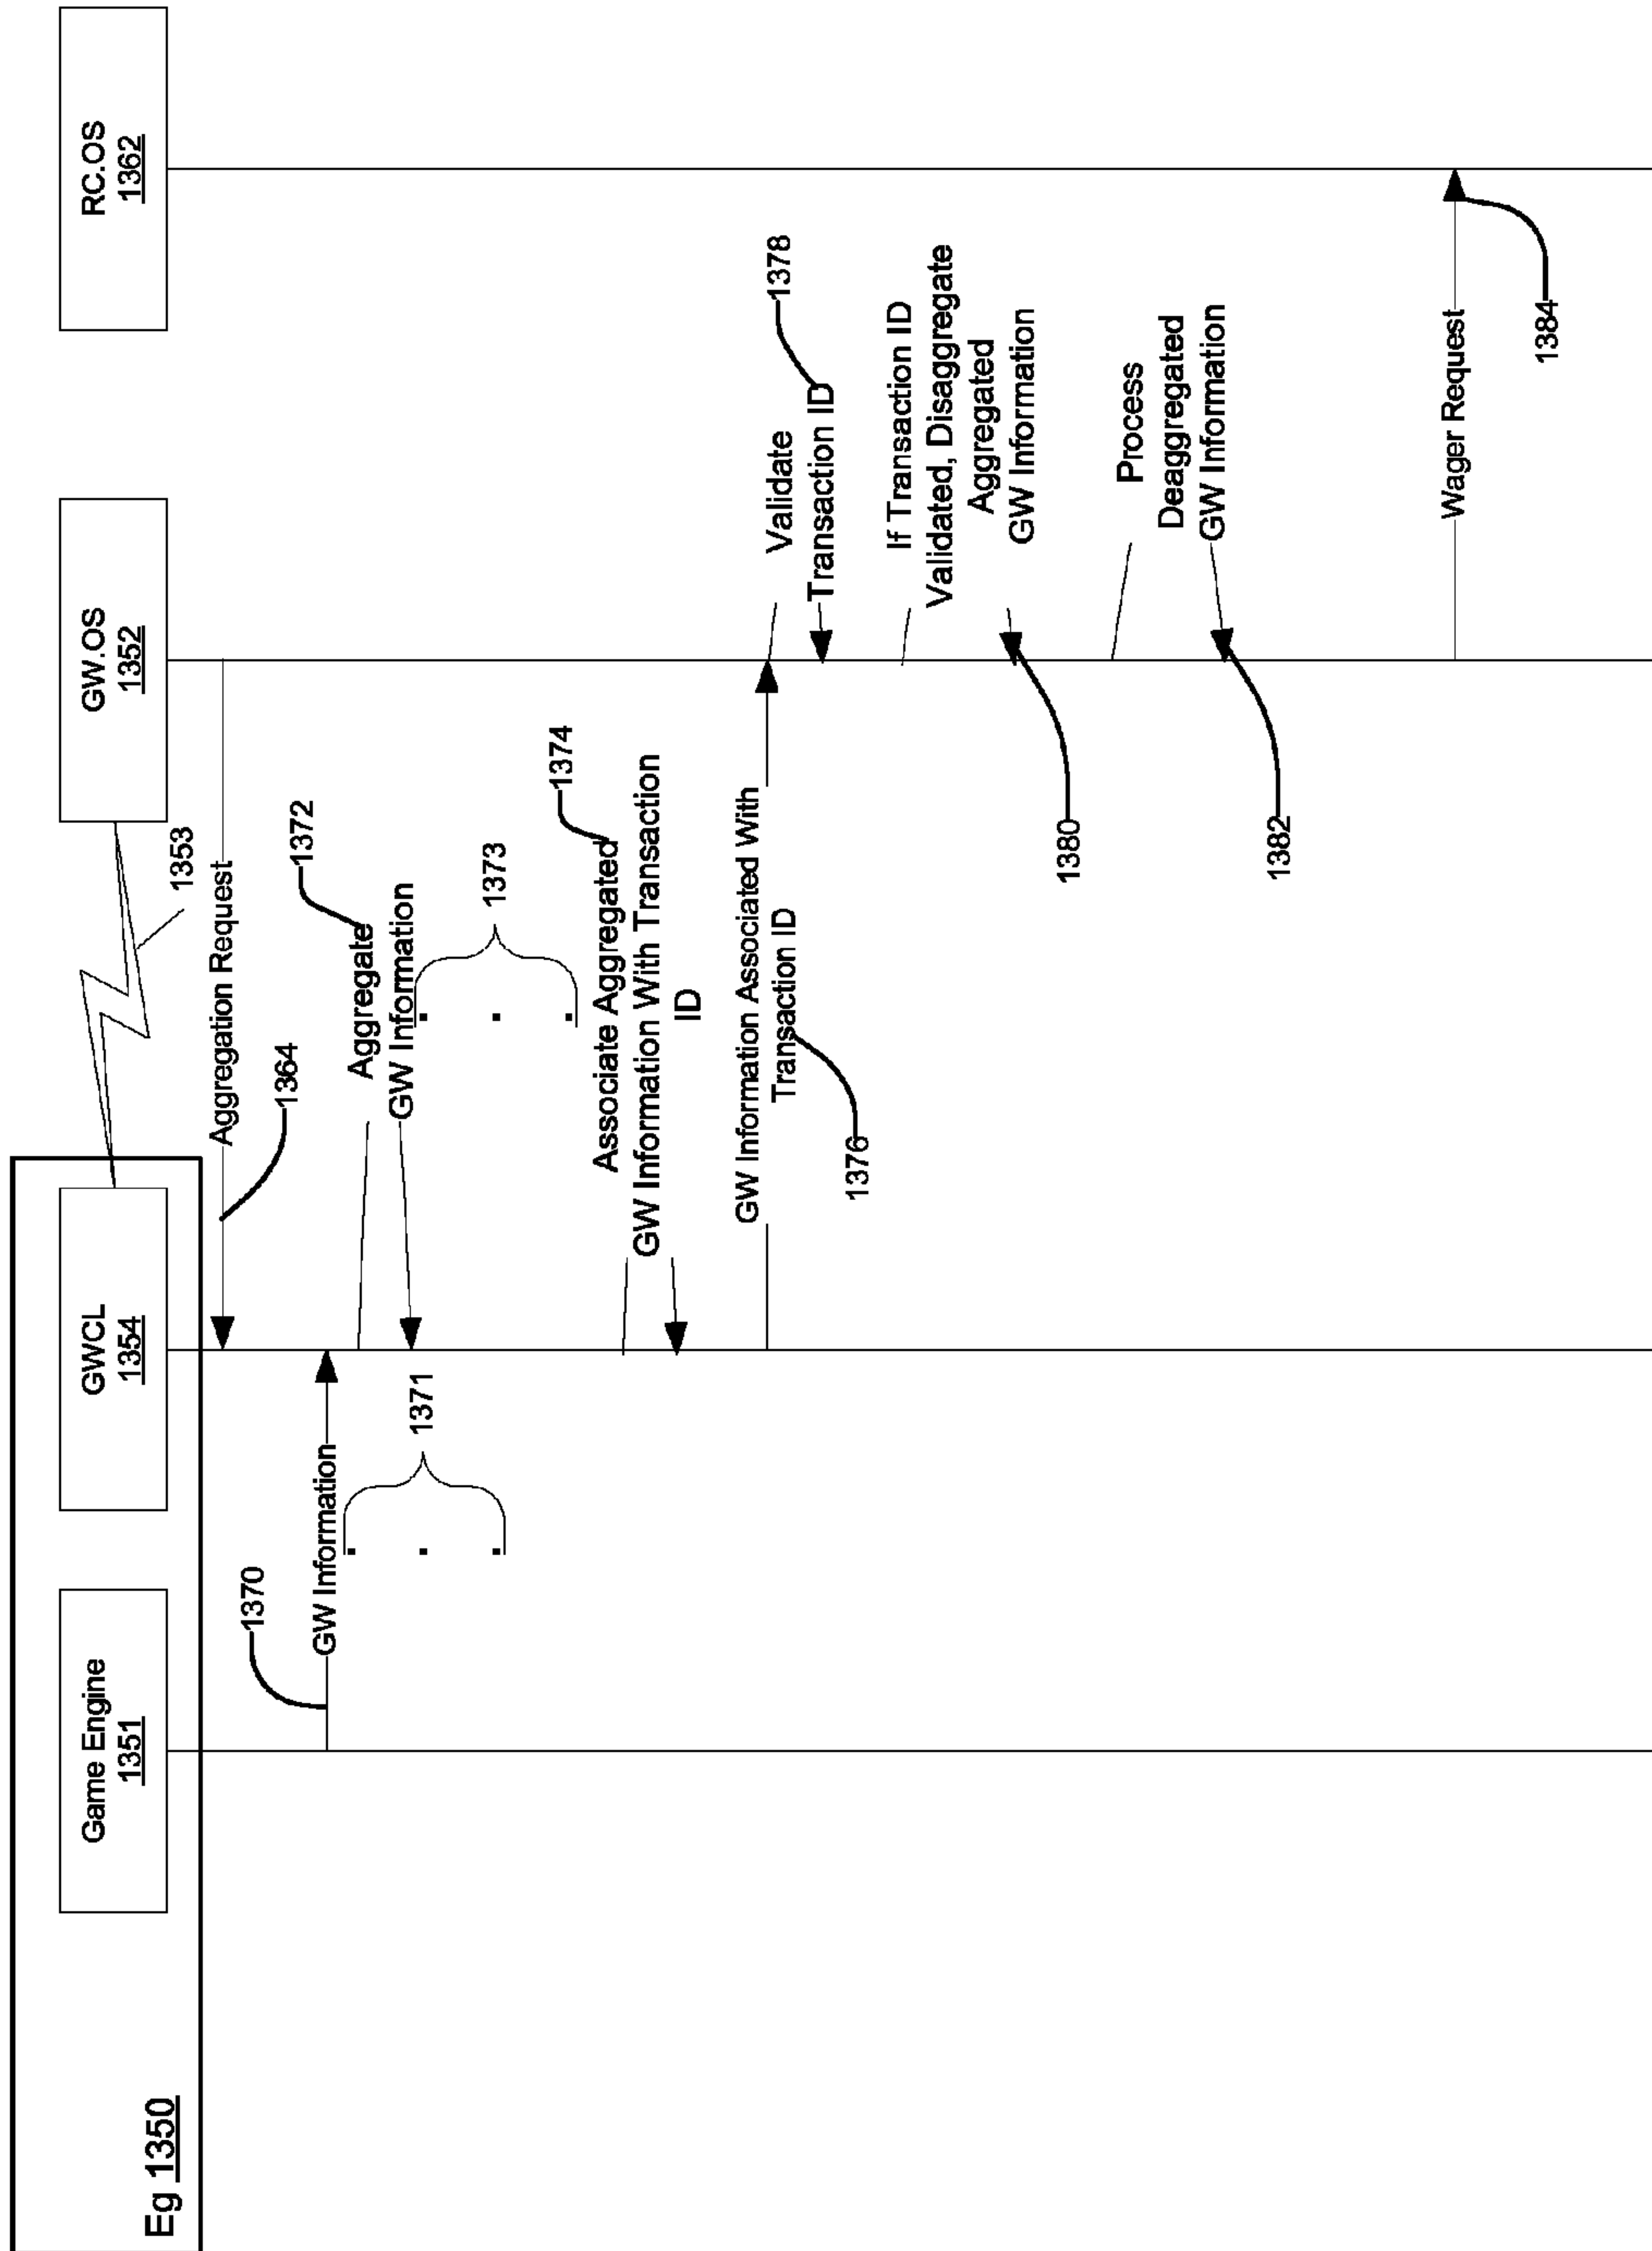 Eg 1350
Game Engine
1351
GWCL
1354
GW.OS
1352
RC.OS
1362
1353
Aggregation Request
1364
1370
GW Information
1371
1372
Aggregate
GW Information
1373
1374
Associate Aggregated
GW Information With Transaction
ID
GW Information Associated With
Transaction ID
1376
Validate
Transaction ID
1378
If Transaction ID
Validated, Disaggregate
Aggregated
GW Information
1380
Process
Deaggregated
GW Information
1382
Wager Request
1384